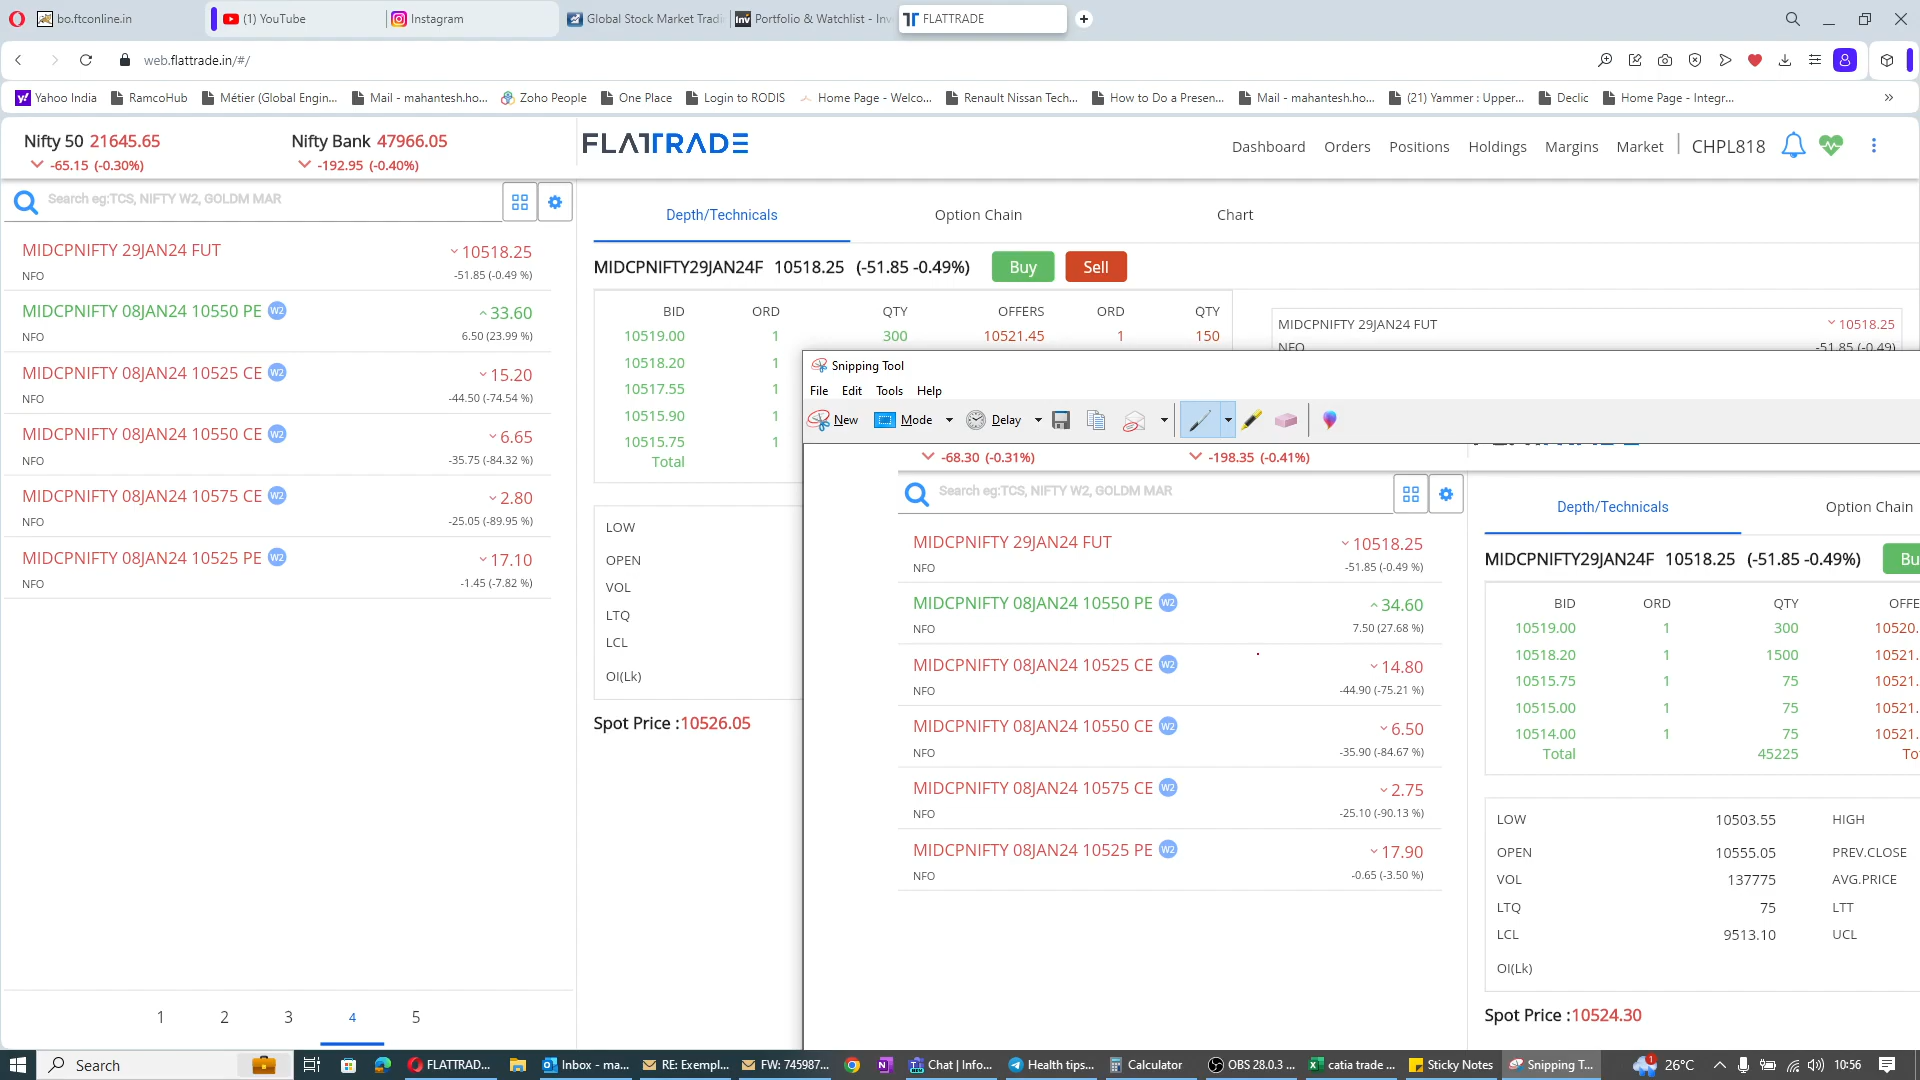 bo.ftconline.in
(1) YouTube
Instagram
Global Stock Market Tradi
Portfolio & Watchlist - Inv
FLATTRADE
web.flattrade.in/#/
Yahoo India
RamcoHub
Métier (Global Engin...
Mail - mahantesh.ho...
Zoho People
One Place
Login to RODIS
Home Page - Welco...
Renault Nissan Tech...
How to Do a Presen...
Mail - mahantesh.ho...
(21) Yammer : Upper...
Declic
Home Page - Integr...
Nifty 50 21645.65
-65.15 (-0.30%)
Nifty Bank 47966.05
-192.95 (-0.40%)
FLATTRADE
Dashboard
Orders
Positions
Holdings
Margins
Market
CHPL818
Search eg:TCS, NIFTY W2, GOLDM MAR
MIDCPNIFTY 29JAN24 FUT 10518.25
NFO -51.85 (-0.49 %)
MIDCPNIFTY 08JAN24 10550 PE W2 33.60
NFO 6.50 (23.99 %)
MIDCPNIFTY 08JAN24 10525 CE W2 15.20
NFO -44.50 (-74.54 %)
MIDCPNIFTY 08JAN24 10550 CE W2 6.65
NFO -35.75 (-84.32 %)
MIDCPNIFTY 08JAN24 10575 CE W2 2.80
NFO -25.05 (-89.95 %)
MIDCPNIFTY 08JAN24 10525 PE W2 17.10
NFO -1.45 (-7.82 %)
1 2 3 4 5
Depth/Technicals
Option Chain
Chart
MIDCPNIFTY29JAN24F 10518.25 (-51.85 -0.49%) Buy Sell
BID ORD QTY OFFERS ORD QTY
10519.00 1 300 10521.45 1 150
10518.20 1
10517.55 1
10515.90 1
10515.75 1
Total
MIDCPNIFTY 29JAN24 FUT 10518.25
NFO -51.85 (-0.49)
LOW
OPEN
VOL
LTQ
LCL
OI(Lk)
Spot Price :10526.05
Snipping Tool
File Edit Tools Help
New Mode Delay
-68.30 (-0.31%)
-198.35 (-0.41%)
Search eg:TCS, NIFTY W2, GOLDM MAR
MIDCPNIFTY 29JAN24 FUT 10518.25
NFO -51.85 (-0.49 %)
MIDCPNIFTY 08JAN24 10550 PE W2 34.60
NFO 7.50 (27.68 %)
MIDCPNIFTY 08JAN24 10525 CE W2 14.80
NFO -44.90 (-75.21 %)
MIDCPNIFTY 08JAN24 10550 CE W2 6.50
NFO -35.90 (-84.67 %)
MIDCPNIFTY 08JAN24 10575 CE W2 2.75
NFO -25.10 (-90.13 %)
MIDCPNIFTY 08JAN24 10525 PE W2 17.90
NFO -0.65 (-3.50 %)
Depth/Technicals
Option Chain
MIDCPNIFTY29JAN24F 10518.25 (-51.85 -0.49%) Bu
BID ORD QTY OFFE
10519.00 1 300 10520.
10518.20 1 1500 10521.
10515.75 1 75 10521.
10515.00 1 75 10521.
10514.00 1 75 10521.
Total 45225 To
LOW 10503.55 HIGH
OPEN 10555.05 PREV.CLOSE
VOL 137775 AVG.PRICE
LTQ 75 LTT
LCL 9513.10 UCL
OI(Lk)
Spot Price :10524.30
Search
FLATTRAD...
Inbox - ma...
RE: Exempl...
FW: 745987...
Chat | Info...
Health tips...
Calculator
OBS 28.0.3 ...
catia trade ...
Sticky Notes
Snipping T...
1
26°C
10:56